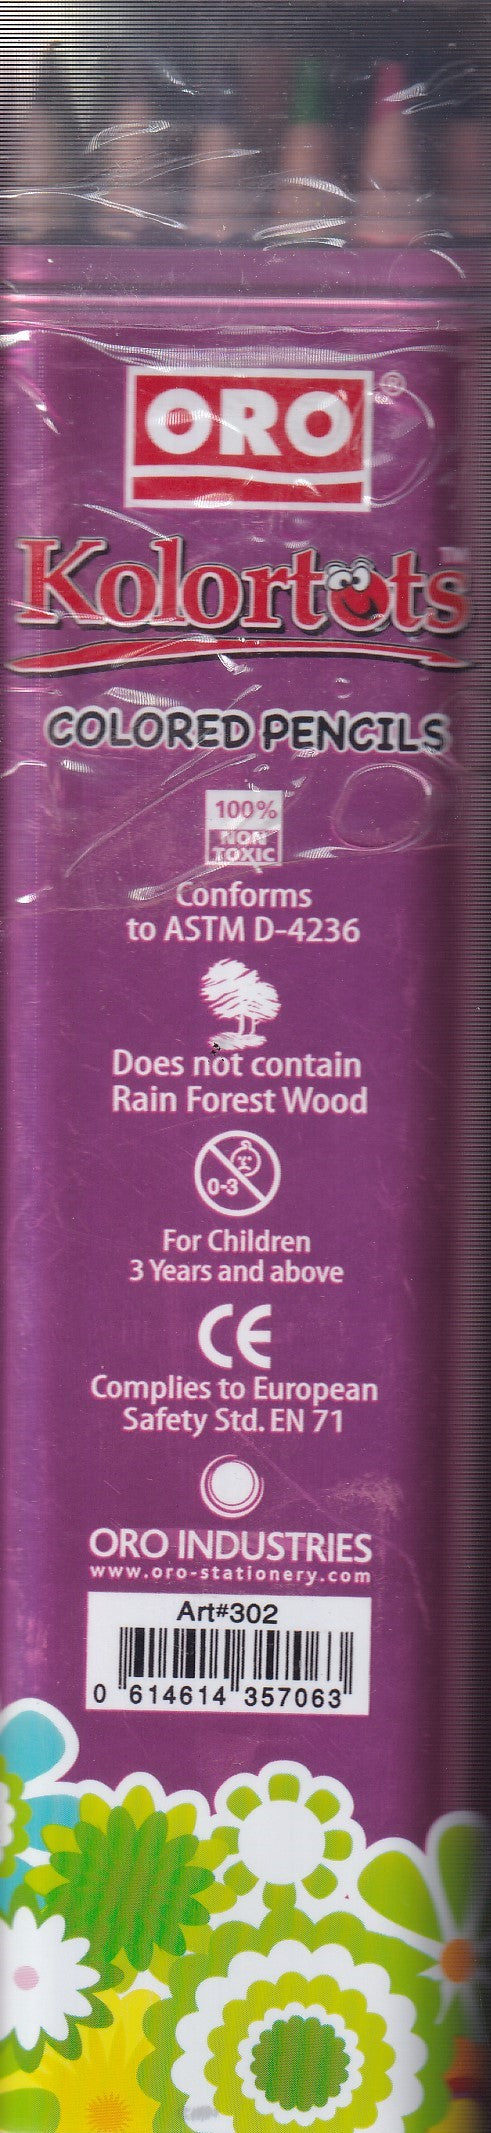 ORO®
Kolortots™
COLORED PENCILS
100%
NON
TOXIC
Conforms
to ASTM D-4236
Does not contain
Rain Forest Wood
0-3
For Children
3 Years and above
CE
Complies to European
Safety Std. EN 71
ORO INDUSTRIES
www.oro-stationery.com
Art#302
0 614614 357063